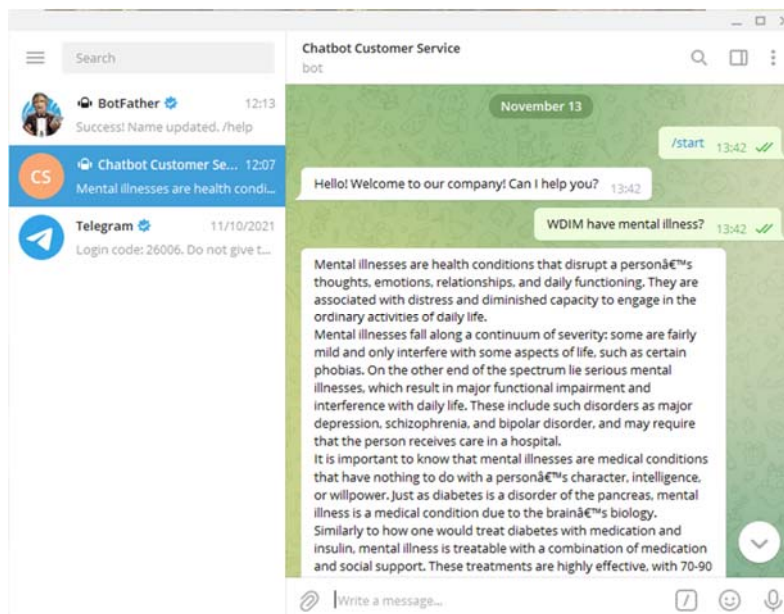 Search
BotFather 12:13
Success! Name updated. /help
CS
Chatbot Customer Se... 12:07
Mental illnesses are health condi...
Telegram 11/10/2021
Login code: 26006. Do not give t...
Chatbot Customer Service
bot
November 13
/start 13:42
Hello! Welcome to our company! Can I help you? 13:42
WDIM have mental illness? 13:42
Mental illnesses are health conditions that disrupt a personâ€™s
thoughts, emotions, relationships, and daily functioning. They are
associated with distress and diminished capacity to engage in the
ordinary activities of daily life.
Mental illnesses fall along a continuum of severity: some are fairly
mild and only interfere with some aspects of life, such as certain
phobias. On the other end of the spectrum lie serious mental
illnesses, which result in major functional impairment and
interference with daily life. These include such disorders as major
depression, schizophrenia, and bipolar disorder, and may require
that the person receives care in a hospital.
It is important to know that mental illnesses are medical conditions
that have nothing to do with a personâ€™s character, intelligence,
or willpower. Just as diabetes is a disorder of the pancreas, mental
illness is a medical condition due to the brainâ€™s biology.
Similarly to how one would treat diabetes with medication and
insulin, mental illness is treatable with a combination of medication
and social support. These treatments are highly effective, with 70-90
Write a message...